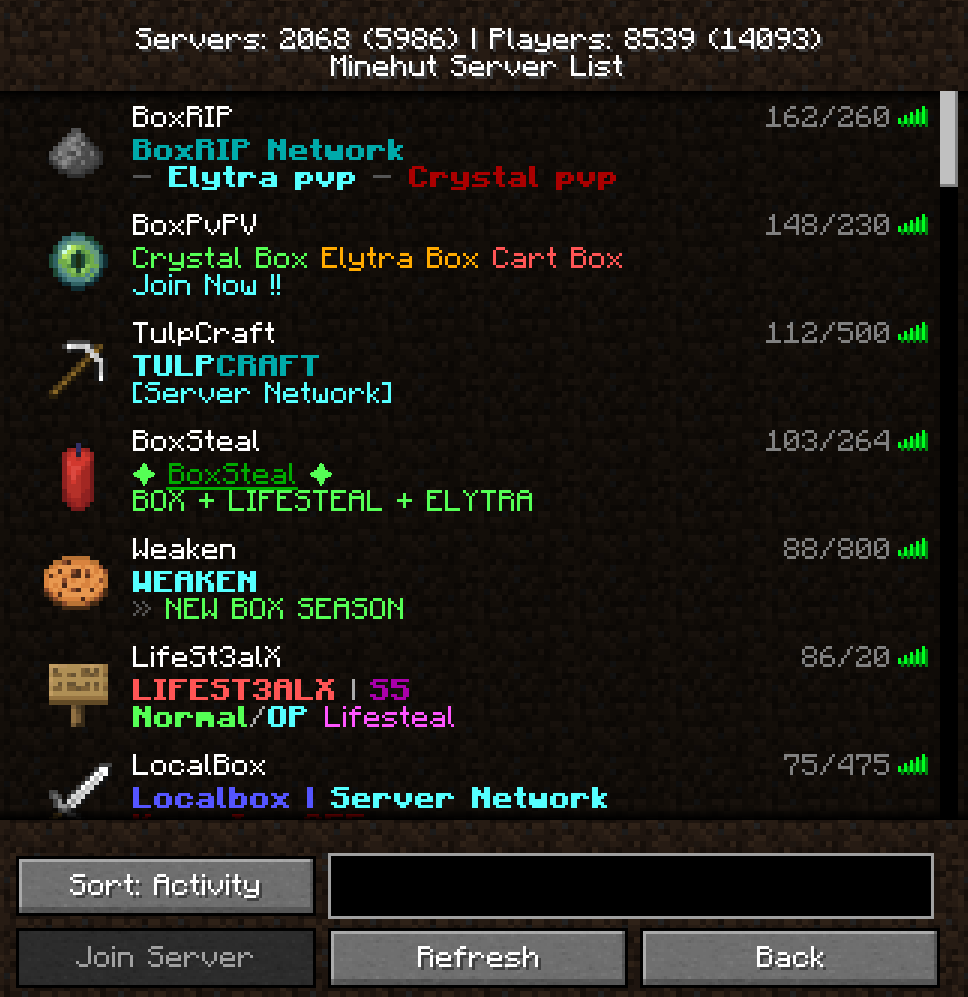 Servers: 2068 (5986) | Players: 8539 (14093)
Minehut Server List
BoxRIP 162/260
BoxRIP Network
— Elytra pvp — Crystal pvp
BoxPvPV 148/230
Crystal Box Elytra Box Cart Box
Join Now !!
TulpCraft 112/500
TULPCRAFT
[Server Network]
BoxSteal 103/264
✦ BoxSteal ✦
BOX + LIFESTEAL + ELYTRA
Weaken 88/800
WEAKEN
» NEW BOX SEASON
LifeSt3alX 86/20
LIFEST3ALX | S5
Normal/OP Lifesteal
LocalBox 75/475
Localbox | Server Network
Sort: Activity
Join Server Refresh Back